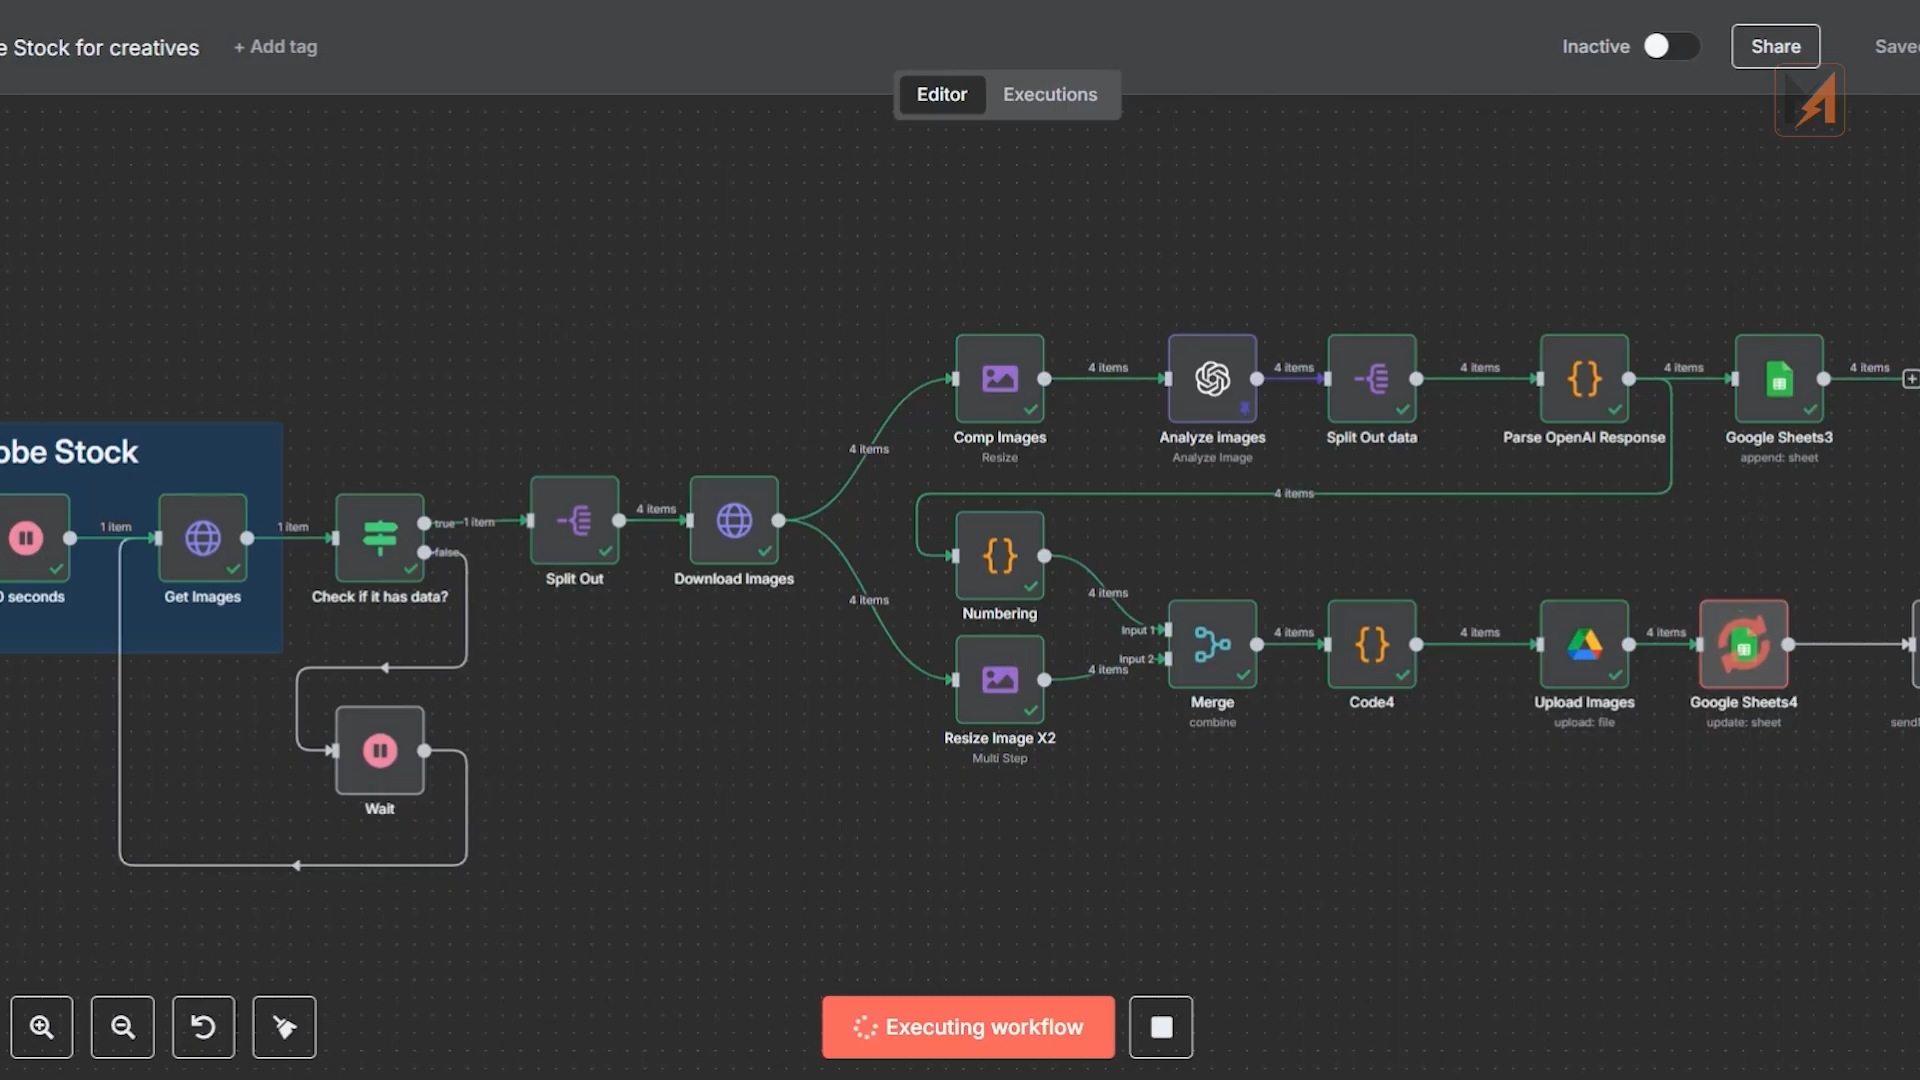 e Stock for creatives
+ Add tag
Inactive
Share
Save
Editor
Executions
obe Stock
1 item
0 seconds
Get Images
1 item
Check if it has data?
true
1 item
false
Wait
Split Out
4 items
Download Images
4 items
4 items
Comp Images
Resize
4 items
Analyze Images
Analyze Image
4 items
Split Out data
4 items
Parse OpenAI Response
4 items
Google Sheets3
append: sheet
4 items
4 items
Numbering
4 items
Resize Image X2
Multi Step
4 items
Input 1
Input 2
Merge
combine
4 items
Code4
4 items
Upload Images
upload: file
4 items
Google Sheets4
update: sheet
Executing workflow